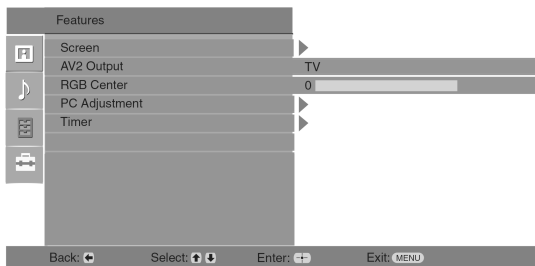 Features
Screen
AV2 Output TV
RGB Center 0
PC Adjustment
Timer
Back: Select: Enter: Exit: MENU